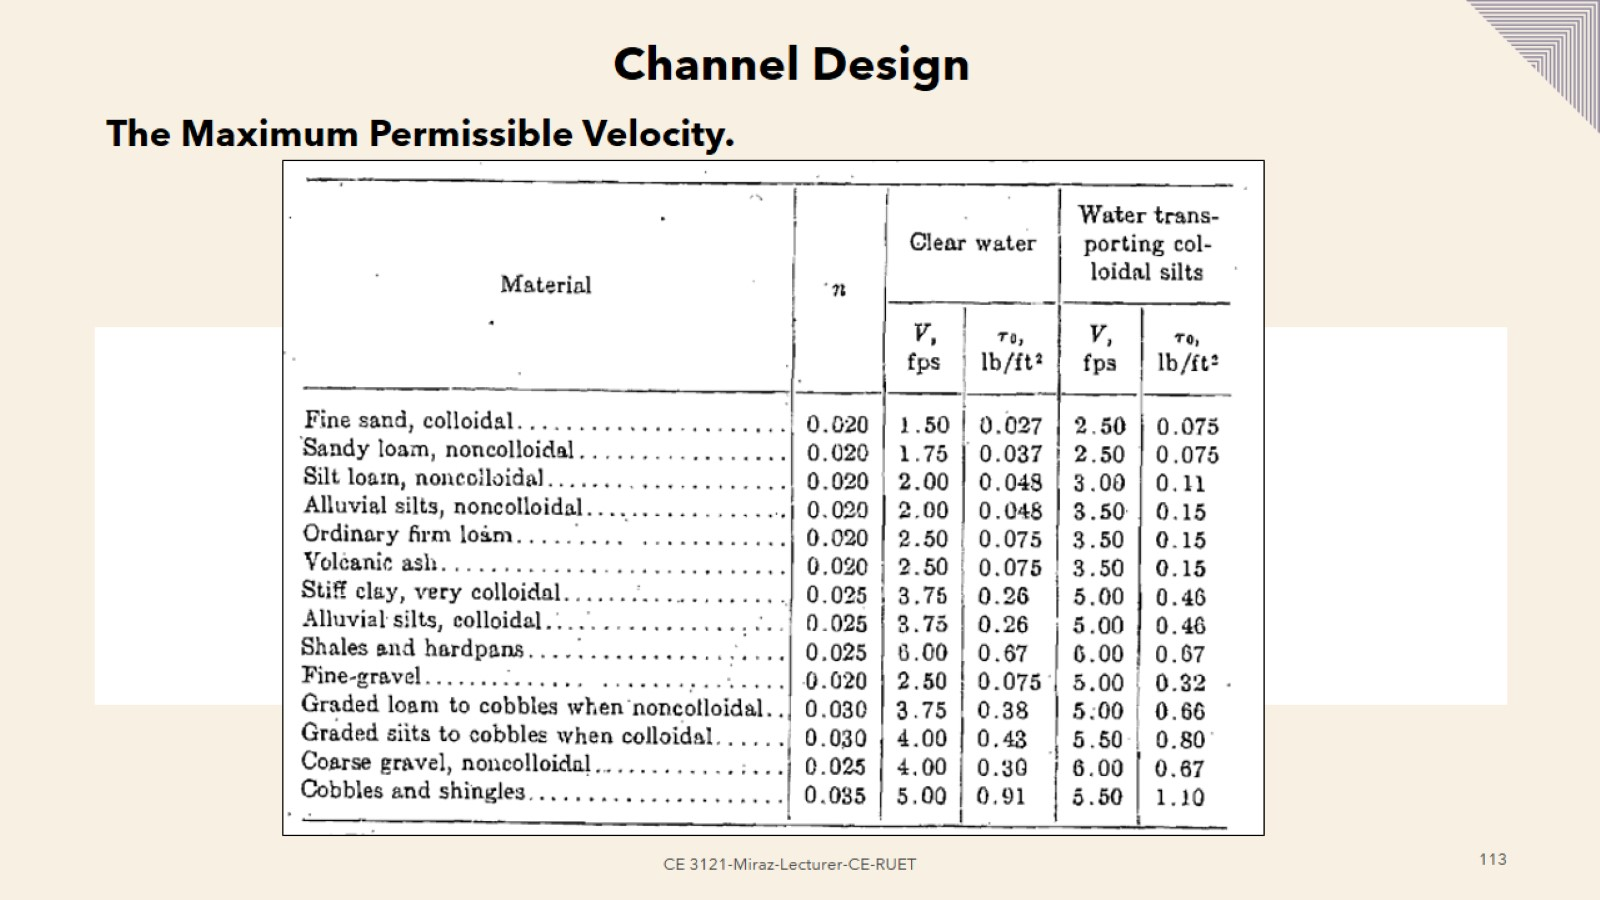 Channel Design
The Maximum Permissible Velocity.
Material
n
Clear water
Water trans-
porting col-
loidal silts
V, fps
τ₀, lb/ft²
V, fps
τ₀, lb/ft²
Fine sand, colloidal 0.020 1.50 0.027 2.50 0.075
Sandy loam, noncolloidal 0.020 1.75 0.037 2.50 0.075
Silt loam, noncolloidal 0.020 2.00 0.048 3.00 0.11
Alluvial silts, noncolloidal 0.020 2.00 0.048 3.50 0.15
Ordinary firm loam 0.020 2.50 0.075 3.50 0.15
Volcanic ash 0.020 2.50 0.075 3.50 0.15
Stiff clay, very colloidal 0.025 3.75 0.26 5.00 0.46
Alluvial silts, colloidal 0.025 3.75 0.26 5.00 0.46
Shales and hardpans 0.025 6.00 0.67 6.00 0.67
Fine-gravel 0.020 2.50 0.075 5.00 0.32
Graded loam to cobbles when noncolloidal 0.030 3.75 0.38 5.00 0.66
Graded silts to cobbles when colloidal 0.030 4.00 0.43 5.50 0.80
Coarse gravel, noncolloidal 0.025 4.00 0.30 6.00 0.67
Cobbles and shingles 0.035 5.00 0.91 5.50 1.10
CE 3121-Miraz-Lecturer-CE-RUET
113